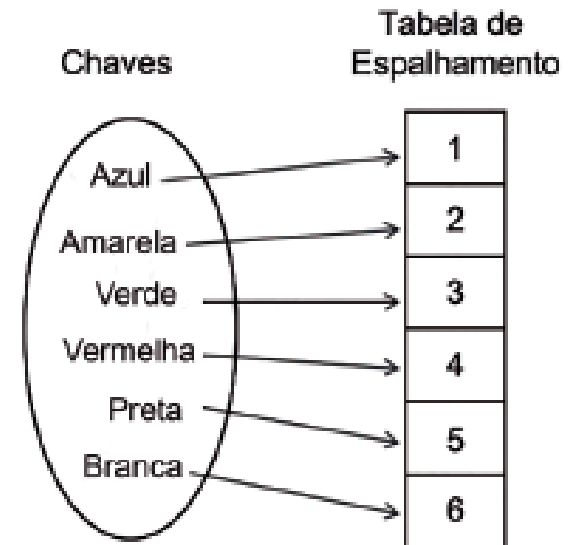 Chaves
Tabela de
Espalhamento
Azul
1
Amarela
2
Verde
3
Vermelha
4
Preta
5
Branca
6